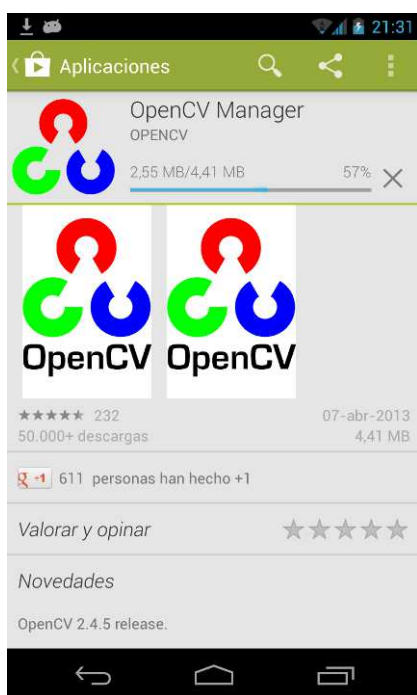 21:31
Aplicaciones
OpenCV Manager
OPENCV
2,55 MB/4,41 MB 57%
OpenCV OpenCV
232 07-abr-2013
50.000+ descargas 4,41 MB
g +1 611 personas han hecho +1
Valorar y opinar
Novedades
OpenCV 2.4.5 release.